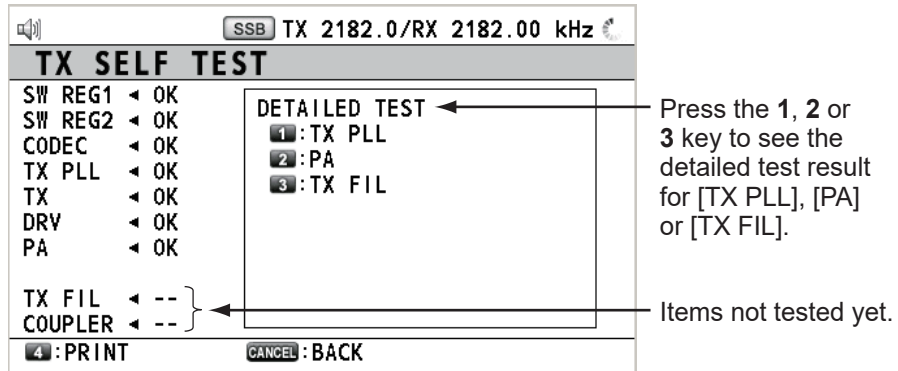 SSB TX 2182.0/RX 2182.00 kHz
TX SELF TEST
SW REG1 ◄ OK
SW REG2 ◄ OK
CODEC ◄ OK
TX PLL ◄ OK
TX ◄ OK
DRV ◄ OK
PA ◄ OK
TX FIL ◄ --
COUPLER ◄ --
DETAILED TEST
1:TX PLL
2:PA
3:TX FIL
4:PRINT
CANCEL:BACK
Press the 1, 2 or
3 key to see the
detailed test result
for [TX PLL], [PA]
or [TX FIL].
Items not tested yet.